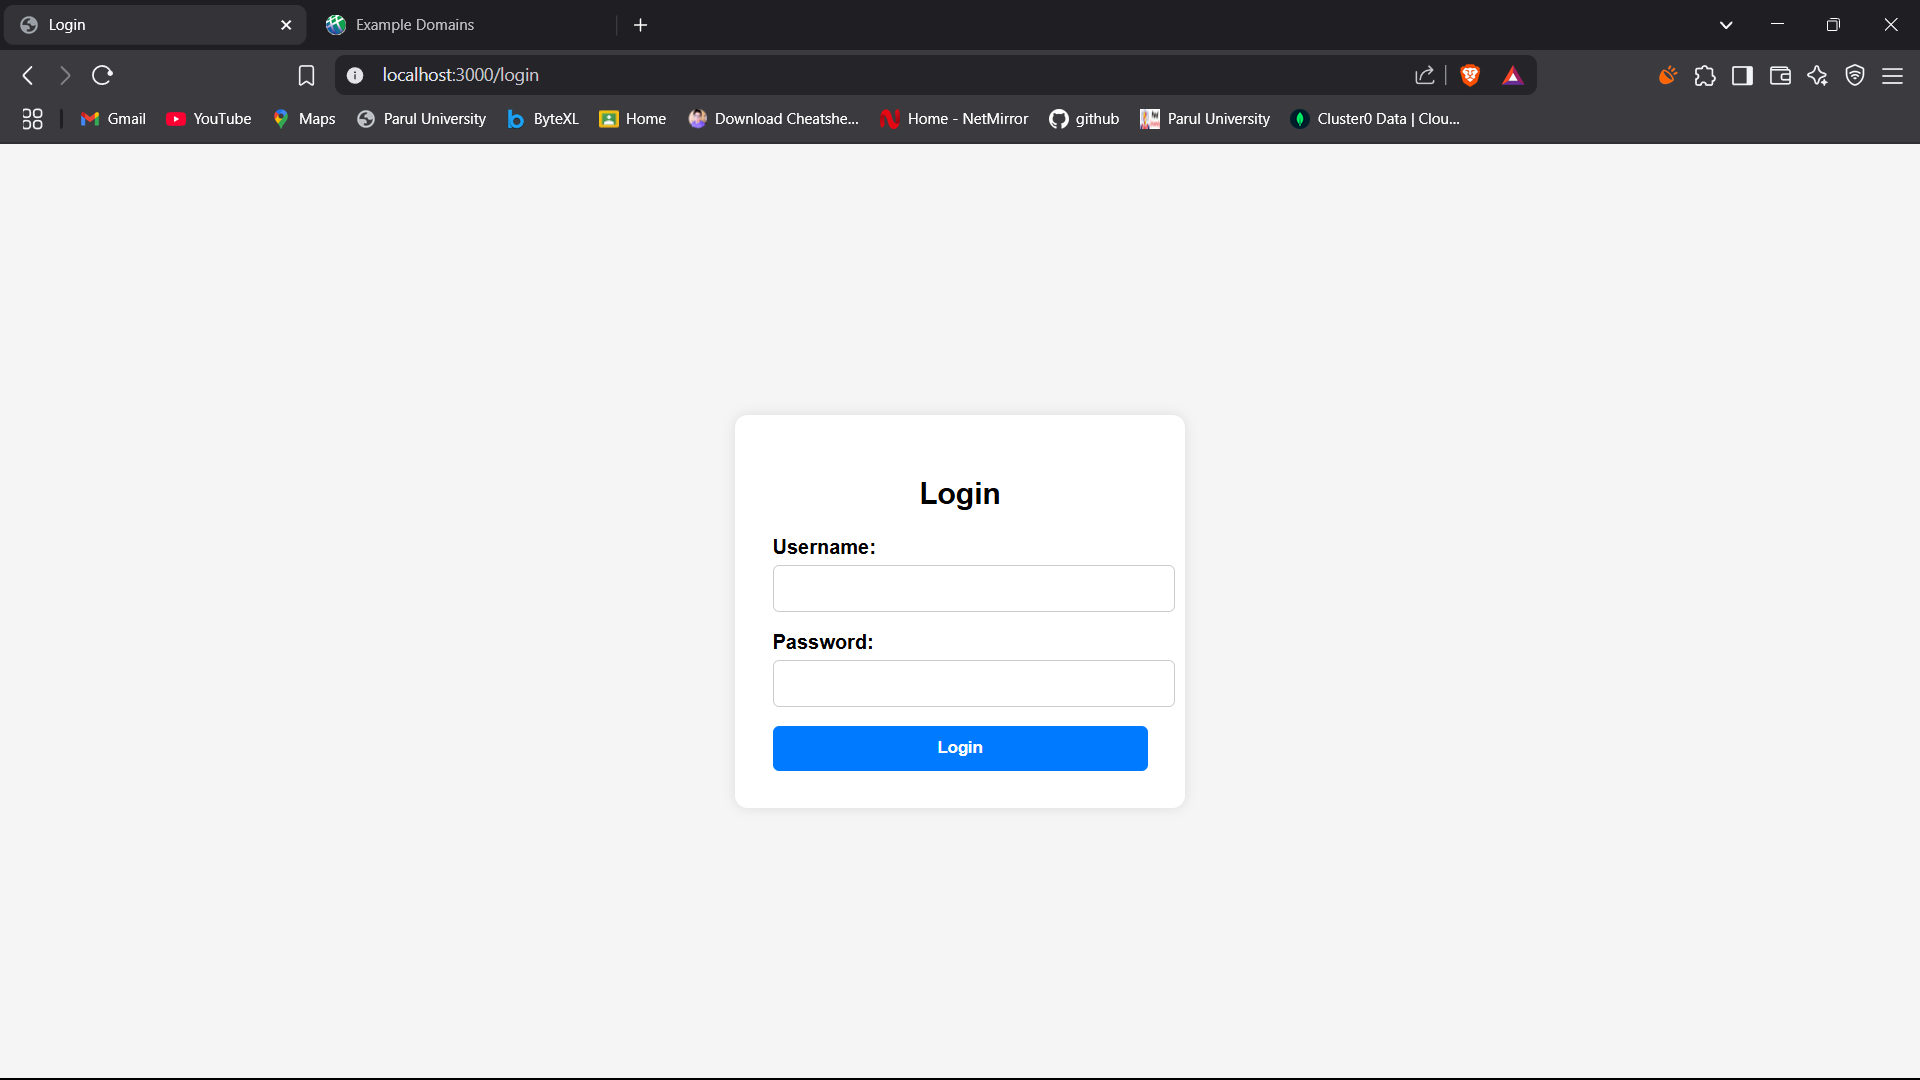 Login
Example Domains
localhost:3000/login
Gmail
YouTube
Maps
Parul University
ByteXL
Home
Download Cheatshe...
Home - NetMirror
github
Parul University
Cluster0 Data | Clou...
Login
Username:
Password:
Login